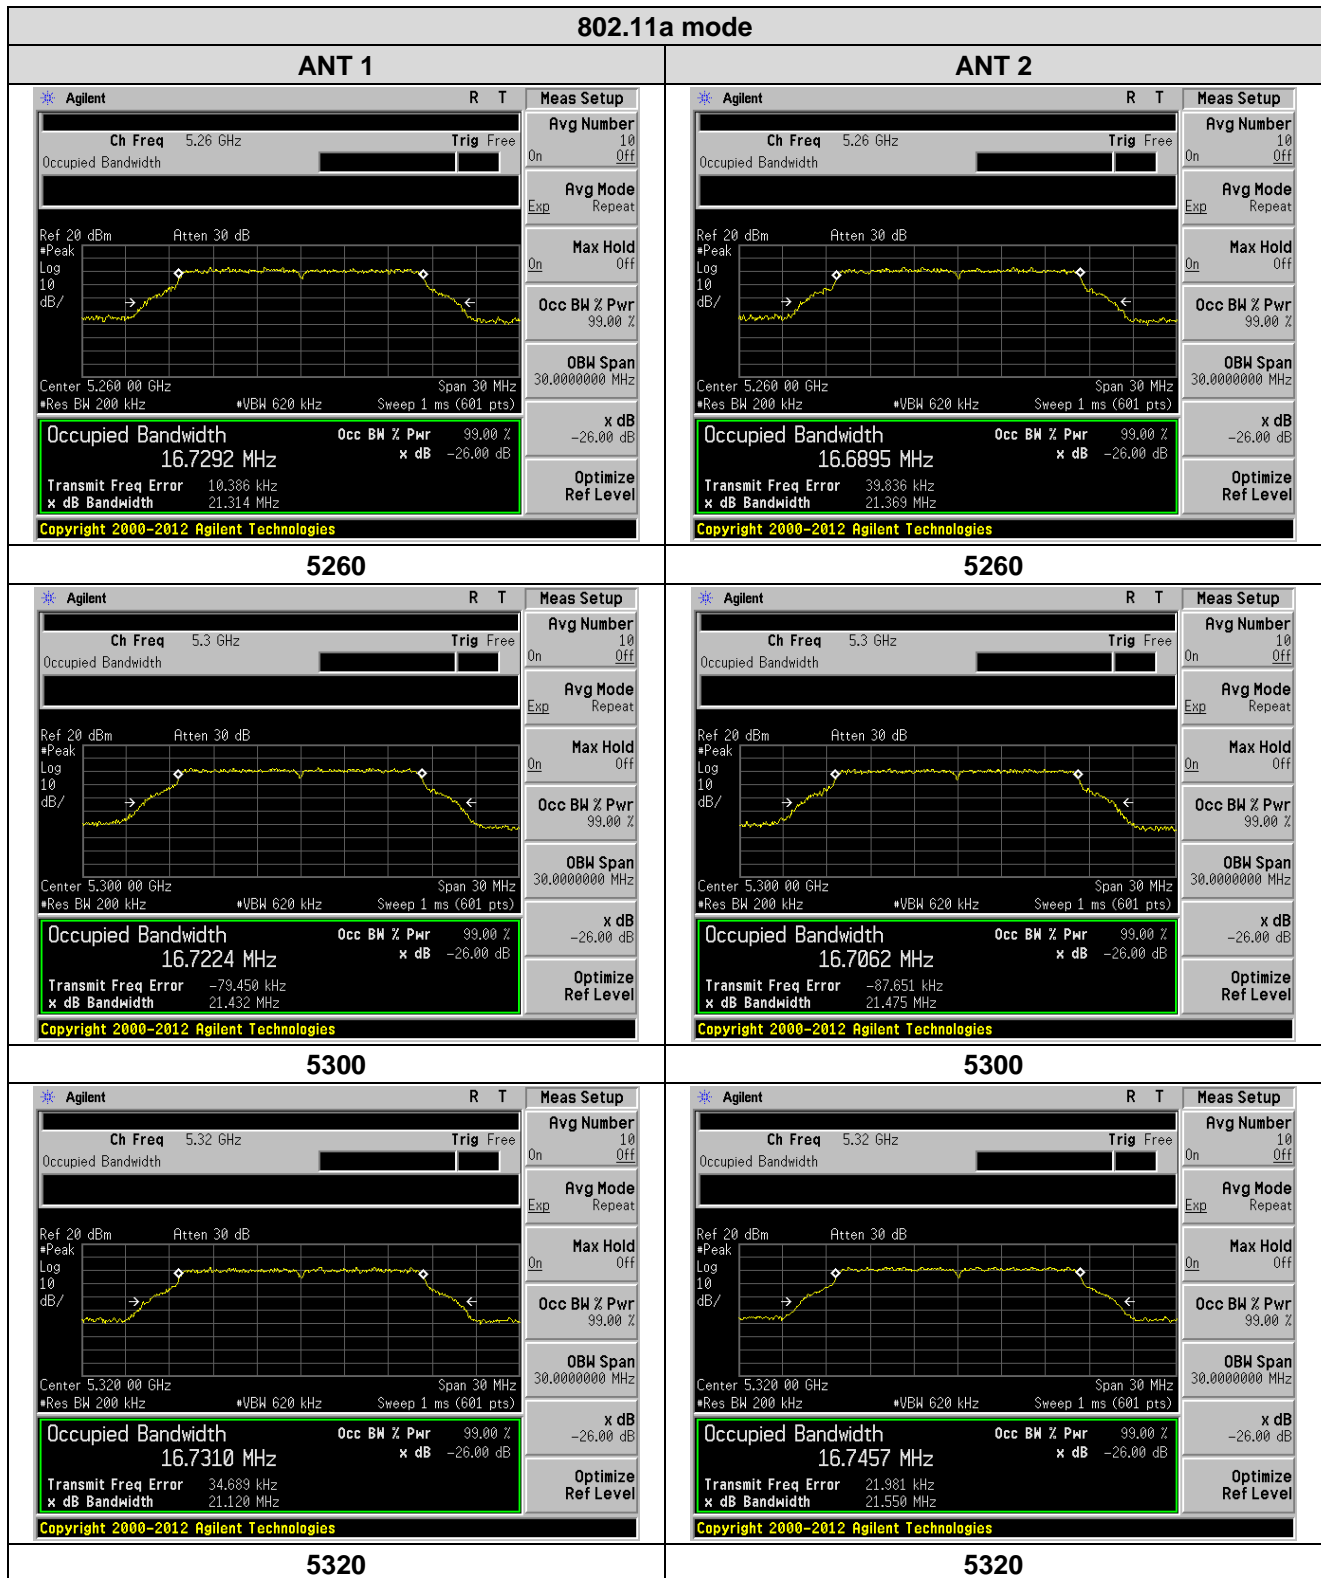 802.11a mode
ANT 1
ANT 2
Agilent R T Meas Setup
Ch Freq 5.26 GHz Trig Free
Occupied Bandwidth
Avg Number
10
On Off
Avg Mode
Exp Repeat
Max Hold
On Off
Occ BW % Pwr
99.00 %
OBW Span
30.0000000 MHz
x dB
-26.00 dB
Optimize
Ref Level
Ref 20 dBm Atten 30 dB
#Peak
Log
10
dB/
Center 5.260 00 GHz Span 30 MHz
#Res BW 200 kHz #VBW 620 kHz Sweep 1 ms (601 pts)
Occupied Bandwidth Occ BW % Pwr 99.00 %
16.7292 MHz x dB -26.00 dB
Transmit Freq Error 10.386 kHz
x dB Bandwidth 21.314 MHz
Copyright 2000-2012 Agilent Technologies
Agilent R T Meas Setup
Ch Freq 5.26 GHz Trig Free
Occupied Bandwidth
Avg Number
10
On Off
Avg Mode
Exp Repeat
Max Hold
On Off
Occ BW % Pwr
99.00 %
OBW Span
30.0000000 MHz
x dB
-26.00 dB
Optimize
Ref Level
Ref 20 dBm Atten 30 dB
#Peak
Log
10
dB/
Center 5.260 00 GHz Span 30 MHz
#Res BW 200 kHz #VBW 620 kHz Sweep 1 ms (601 pts)
Occupied Bandwidth Occ BW % Pwr 99.00 %
16.6895 MHz x dB -26.00 dB
Transmit Freq Error 39.836 kHz
x dB Bandwidth 21.369 MHz
Copyright 2000-2012 Agilent Technologies
5260
5260
Agilent R T Meas Setup
Ch Freq 5.3 GHz Trig Free
Occupied Bandwidth
Avg Number
10
On Off
Avg Mode
Exp Repeat
Max Hold
On Off
Occ BW % Pwr
99.00 %
OBW Span
30.0000000 MHz
x dB
-26.00 dB
Optimize
Ref Level
Ref 20 dBm Atten 30 dB
#Peak
Log
10
dB/
Center 5.300 00 GHz Span 30 MHz
#Res BW 200 kHz #VBW 620 kHz Sweep 1 ms (601 pts)
Occupied Bandwidth Occ BW % Pwr 99.00 %
16.7224 MHz x dB -26.00 dB
Transmit Freq Error -79.450 kHz
x dB Bandwidth 21.432 MHz
Copyright 2000-2012 Agilent Technologies
Agilent R T Meas Setup
Ch Freq 5.3 GHz Trig Free
Occupied Bandwidth
Avg Number
10
On Off
Avg Mode
Exp Repeat
Max Hold
On Off
Occ BW % Pwr
99.00 %
OBW Span
30.0000000 MHz
x dB
-26.00 dB
Optimize
Ref Level
Ref 20 dBm Atten 30 dB
#Peak
Log
10
dB/
Center 5.300 00 GHz Span 30 MHz
#Res BW 200 kHz #VBW 620 kHz Sweep 1 ms (601 pts)
Occupied Bandwidth Occ BW % Pwr 99.00 %
16.7062 MHz x dB -26.00 dB
Transmit Freq Error -87.651 kHz
x dB Bandwidth 21.475 MHz
Copyright 2000-2012 Agilent Technologies
5300
5300
Agilent R T Meas Setup
Ch Freq 5.32 GHz Trig Free
Occupied Bandwidth
Avg Number
10
On Off
Avg Mode
Exp Repeat
Max Hold
On Off
Occ BW % Pwr
99.00 %
OBW Span
30.0000000 MHz
x dB
-26.00 dB
Optimize
Ref Level
Ref 20 dBm Atten 30 dB
#Peak
Log
10
dB/
Center 5.320 00 GHz Span 30 MHz
#Res BW 200 kHz #VBW 620 kHz Sweep 1 ms (601 pts)
Occupied Bandwidth Occ BW % Pwr 99.00 %
16.7310 MHz x dB -26.00 dB
Transmit Freq Error 34.689 kHz
x dB Bandwidth 21.120 MHz
Copyright 2000-2012 Agilent Technologies
Agilent R T Meas Setup
Ch Freq 5.32 GHz Trig Free
Occupied Bandwidth
Avg Number
10
On Off
Avg Mode
Exp Repeat
Max Hold
On Off
Occ BW % Pwr
99.00 %
OBW Span
30.0000000 MHz
x dB
-26.00 dB
Optimize
Ref Level
Ref 20 dBm Atten 30 dB
#Peak
Log
10
dB/
Center 5.320 00 GHz Span 30 MHz
#Res BW 200 kHz #VBW 620 kHz Sweep 1 ms (601 pts)
Occupied Bandwidth Occ BW % Pwr 99.00 %
16.7457 MHz x dB -26.00 dB
Transmit Freq Error 21.981 kHz
x dB Bandwidth 21.550 MHz
Copyright 2000-2012 Agilent Technologies
5320
5320